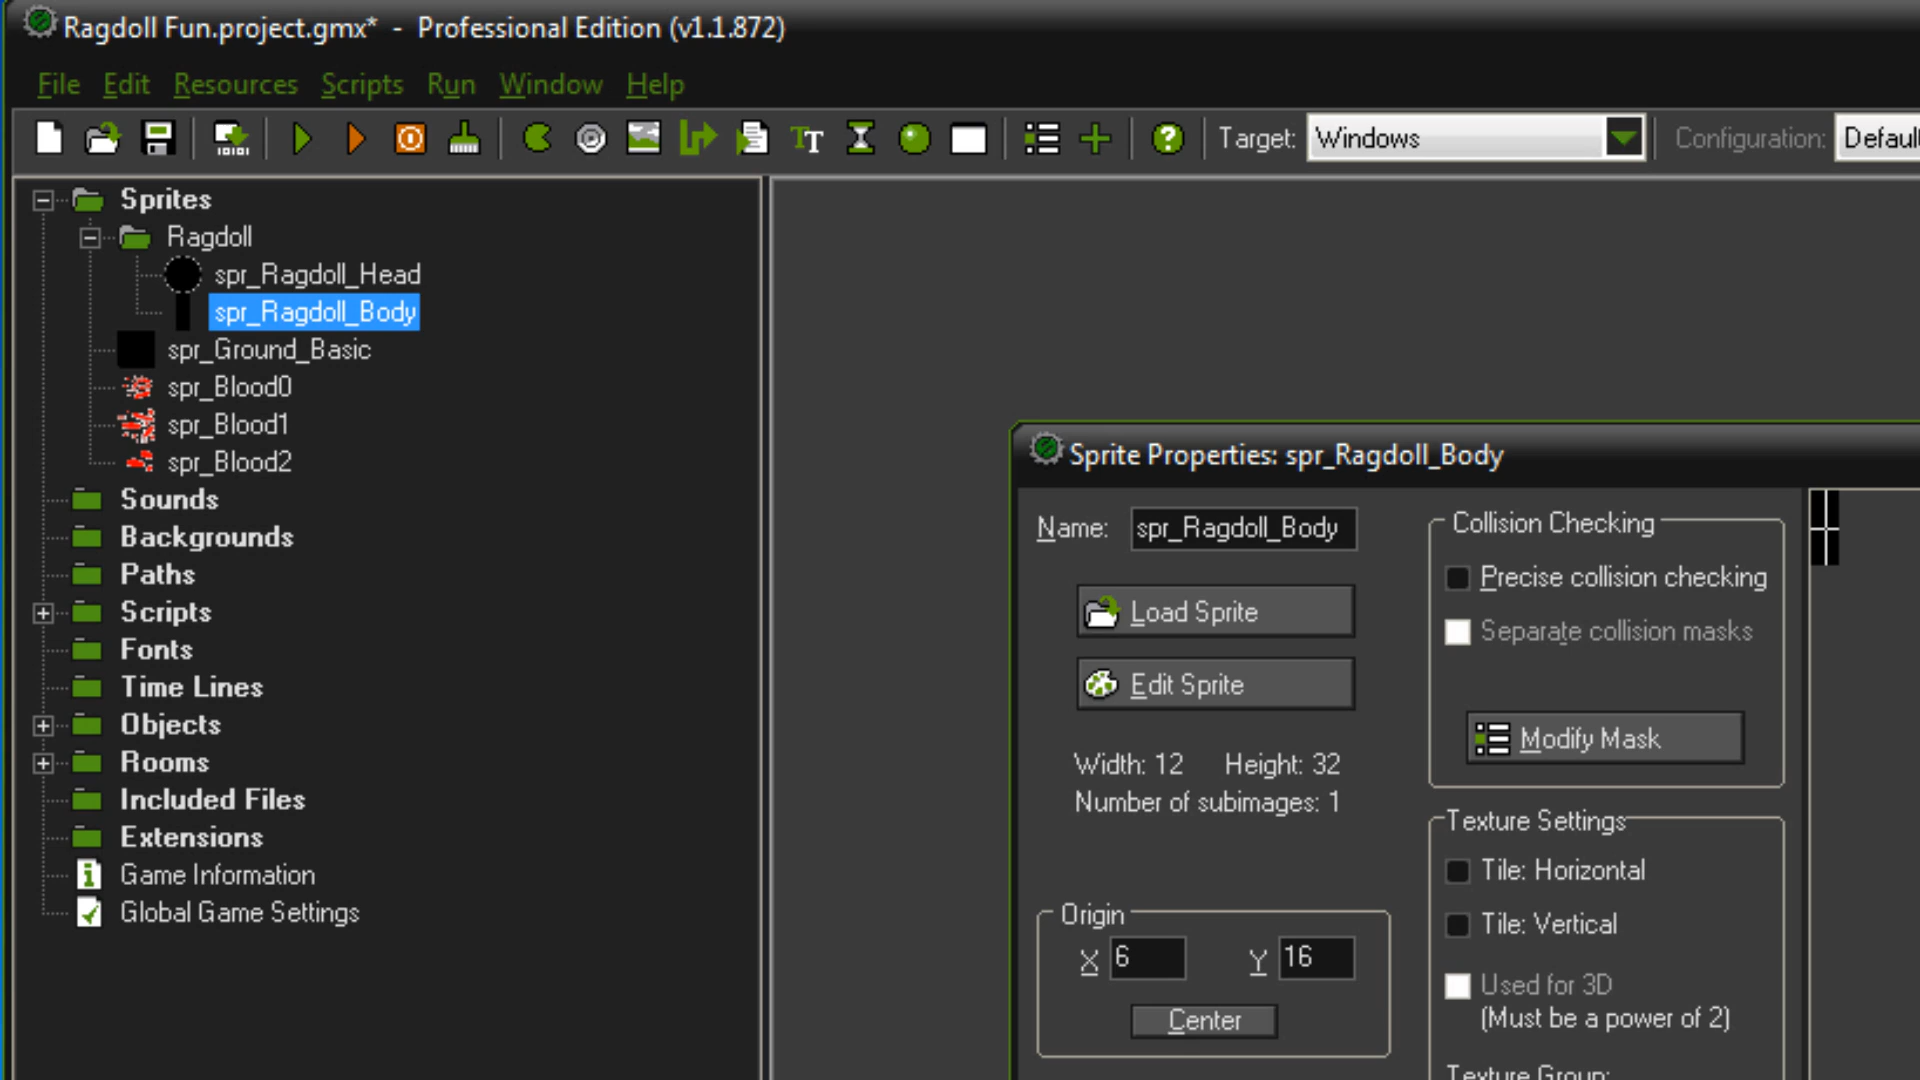 Ragdoll Fun.project.gmx* - Professional Edition (v1.1.872)
File Edit Resources Scripts Run Window Help
Target: Windows Configuration: Default
Sprites
Ragdoll
spr_Ragdoll_Head
spr_Ragdoll_Body
spr_Ground_Basic
spr_Blood0
spr_Blood1
spr_Blood2
Sounds
Backgrounds
Paths
Scripts
Fonts
Time Lines
Objects
Rooms
Included Files
Extensions
Game Information
Global Game Settings
Sprite Properties: spr_Ragdoll_Body
Name: spr_Ragdoll_Body
Load Sprite
Edit Sprite
Width: 12 Height: 32
Number of subimages: 1
Origin
X 6 Y 16
Center
Collision Checking
Precise collision checking
Separate collision masks
Modify Mask
Texture Settings
Tile: Horizontal
Tile: Vertical
Used for 3D
(Must be a power of 2)
Texture Group: